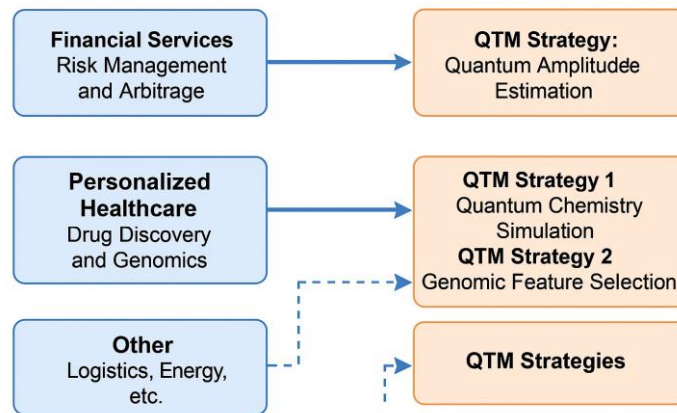 Financial Services
Risk Management
and Arbitrage
QTM Strategy:
Quantum Amplitudee
Estimation
Personalized
Healthcare
Drug Discovery
and Genomics
QTM Strategy 1
Quantum Chemistry
Simulation
QTM Strategy 2
Genomic Feature Selection
Other
Logistics, Energy,
etc.
QTM Strategies